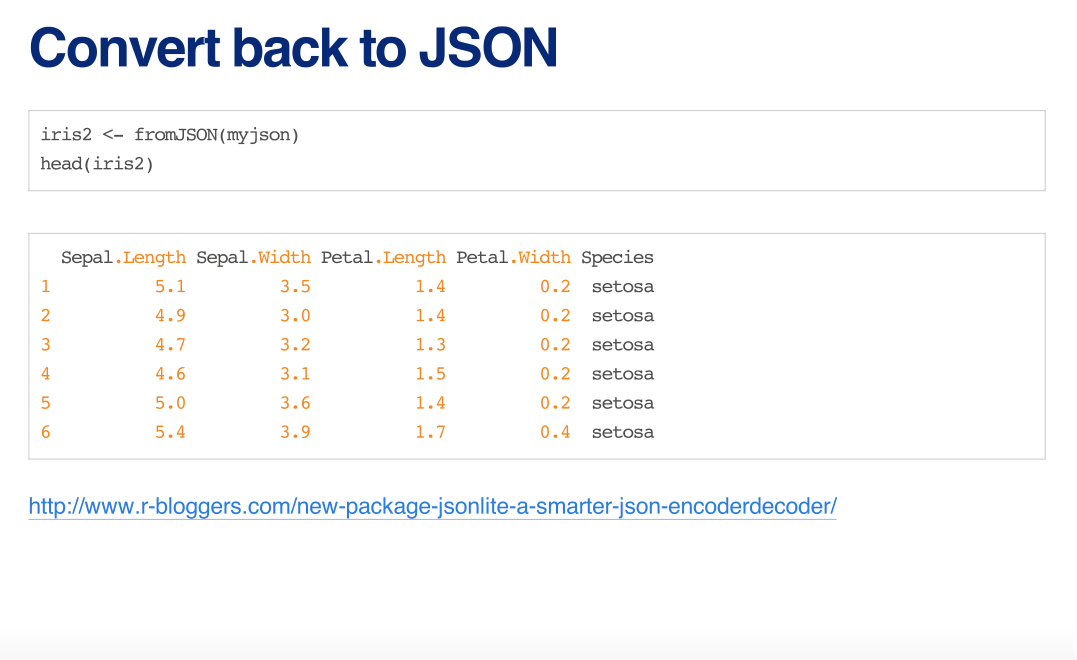 Convert back to JSON
iris2 <- fromJSON(myjson)
head(iris2)
Sepal.Length Sepal.Width Petal.Length Petal.Width Species
1 5.1 3.5 1.4 0.2 setosa
2 4.9 3.0 1.4 0.2 setosa
3 4.7 3.2 1.3 0.2 setosa
4 4.6 3.1 1.5 0.2 setosa
5 5.0 3.6 1.4 0.2 setosa
6 5.4 3.9 1.7 0.4 setosa
http://www.r-bloggers.com/new-package-jsonlite-a-smarter-json-encoderdecoder/